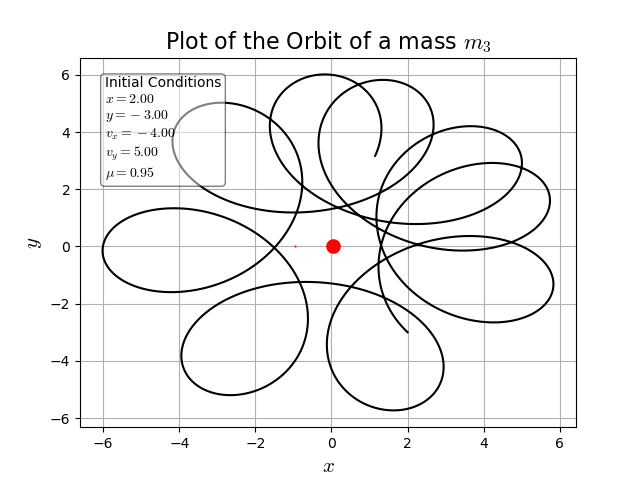 Plot of the Orbit of a mass m₃
Initial Conditions
x = 2.00
y = −3.00
vₓ = −4.00
v_y = 5.00
μ = 0.95
6
4
2
0
−2
−4
−6
y
−6
−4
−2
0
2
4
6
x